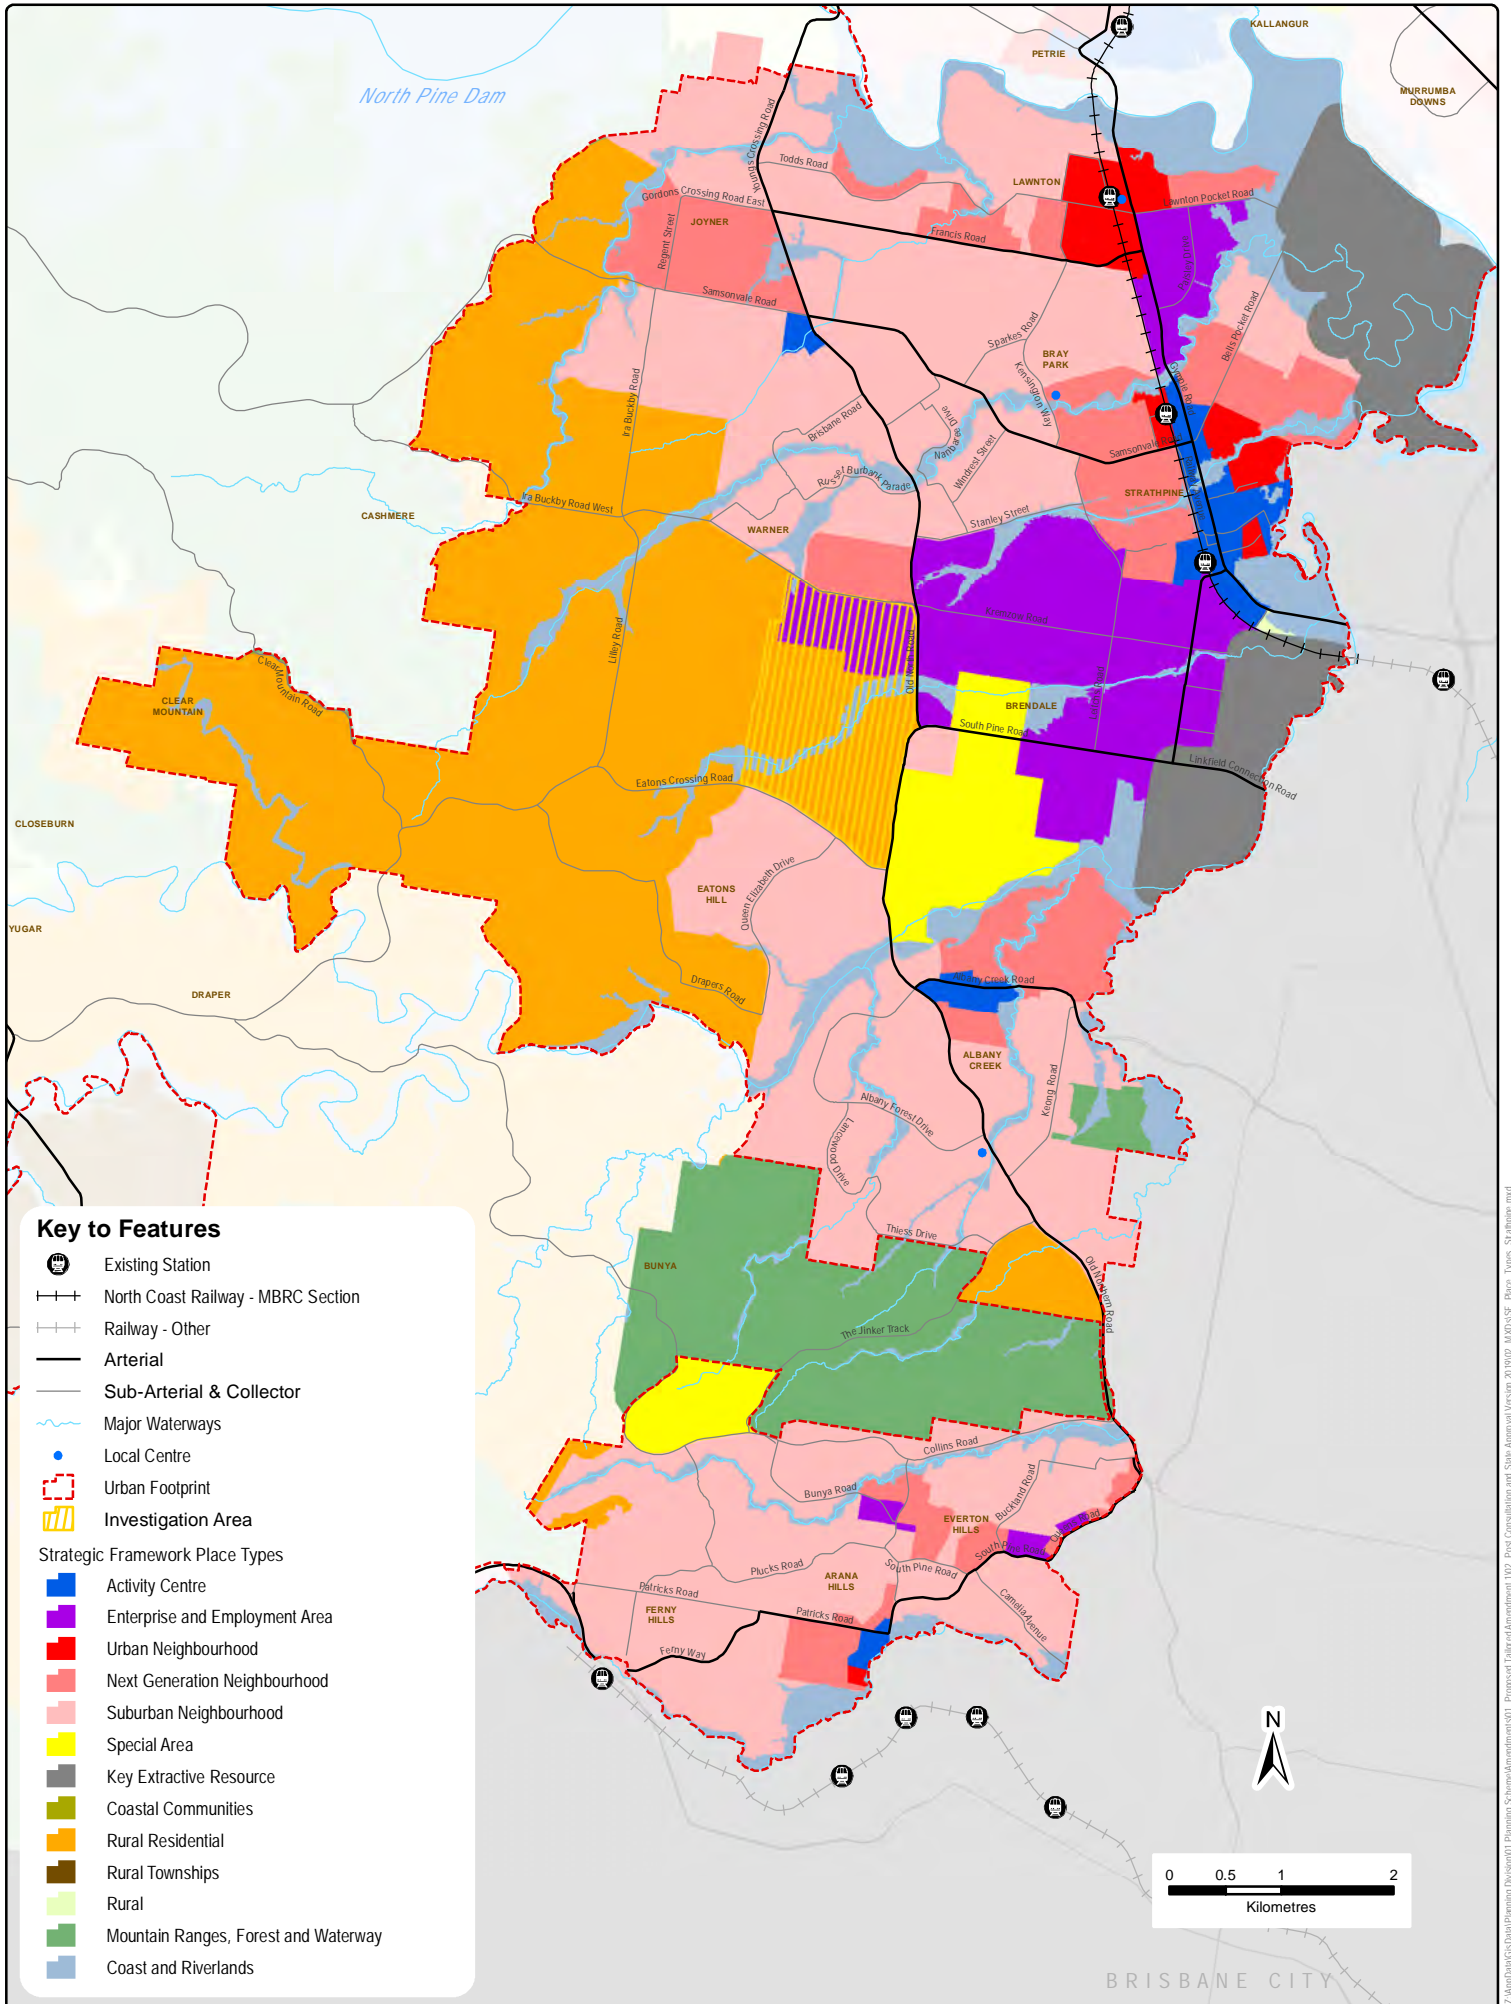 KALLANGUR
PETRIE
MURRUMBA
DOWNS
North Pine Dam
Youngs Crossing Road
Todds Road
LAWNTON
Gordons Crossing Road East
Lawnton Pocket Road
JOYNER
Regent Street
Francis Road
Samsonvale Road
Bells Pocket Road
Sparkes Road
BRAY
PARK
Kensington Way
Gympie Road
Ira Buckby Road
Brisbane Road
Nanbaree Drive
Windrest Street
Samsonvale Road
Russet Burbank Parade
STRATHPINE
Ira Buckby Road West
CASHMERE
WARNER
Stanley Street
Kremzow Road
Lilley Road
Old North Road
Clear Mountain Road
CLEAR
MOUNTAIN
BRENDALE
South Pine Road
Linkfield Connection Road
Eatons Crossing Road
CLOSEBURN
Queen Elizabeth Drive
EATONS
HILL
YUGAR
Drapers Road
Albany Creek Road
DRAPER
ALBANY
CREEK
Keong Road
Albany Forest Drive
Lancewood Drive
Thiess Drive
BUNYA
Old Northern Road
The Jinker Track
Collins Road
Bunya Road
Buckland Road
EVERTON
HILLS
Queens Road
South Pine Road
Plucks Road
South Pine Road
ARANA
HILLS
Patricks Road
Camelia Avenue
FERNY
HILLS
Patricks Road
Ferny Way
Key to Features
Existing Station
North Coast Railway - MBRC Section
Railway - Other
Arterial
Sub-Arterial & Collector
Major Waterways
Local Centre
Urban Footprint
Investigation Area
Strategic Framework Place Types
Activity Centre
Enterprise and Employment Area
Urban Neighbourhood
Next Generation Neighbourhood
Suburban Neighbourhood
Special Area
Key Extractive Resource
Coastal Communities
Rural Residential
Rural Townships
Rural
Mountain Ranges, Forest and Waterway
Coast and Riverlands
N
0 0.5 1 2
Kilometres
BRISBANE CITY